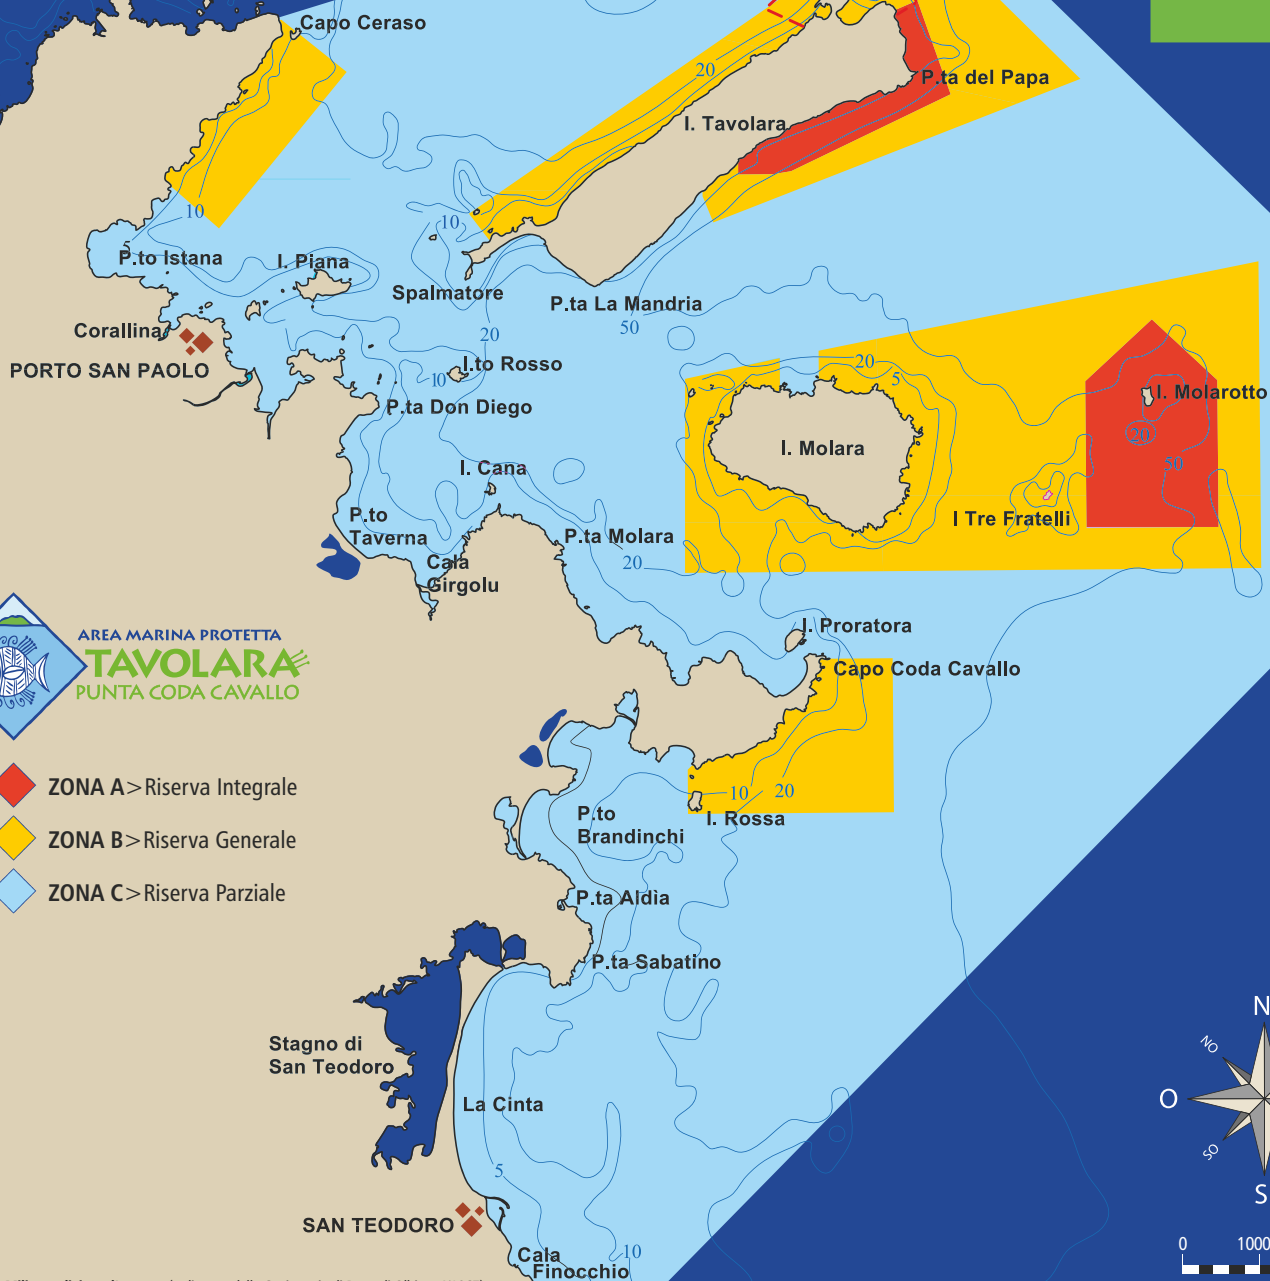 Capo Ceraso
20
P.ta del Papa
I. Tavolara
10
10
P.to Istana
I. Piana
Spalmatore
P.ta La Mandria
50
Corallina
20
PORTO SAN PAOLO
I.to Rosso
10
20
5
I. Molarotto
P.ta Don Diego
20
I. Molara
50
I. Cana
P.to
Taverna
I Tre Fratelli
P.ta Molara
20
Cala
Girgolu
I. Proratora
AREA MARINA PROTETTA
TAVOLARA
PUNTA CODA CAVALLO
Capo Coda Cavallo
ZONA A>Riserva Integrale
10
20
P.to
Brandinchi
I. Rossa
ZONA B>Riserva Generale
ZONA C>Riserva Parziale
P.ta Aldìa
P.ta Sabatino
N
Stagno di
San Teodoro
NO
O
La Cinta
SO
5
S
SAN TEODORO
0 1000
10
Cala
Finocchio